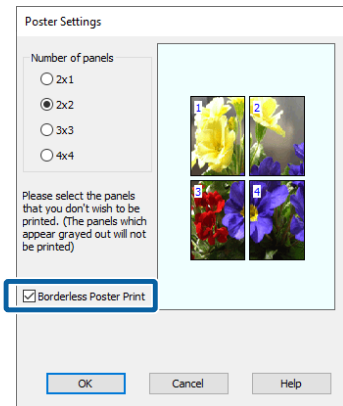 Poster Settings
Number of panels
2x1
2x2
3x3
4x4
Please select the panels
that you don't wish to be
printed. (The panels which
appear grayed out will not
be printed)
Borderless Poster Print
1
2
3
4
OK
Cancel
Help